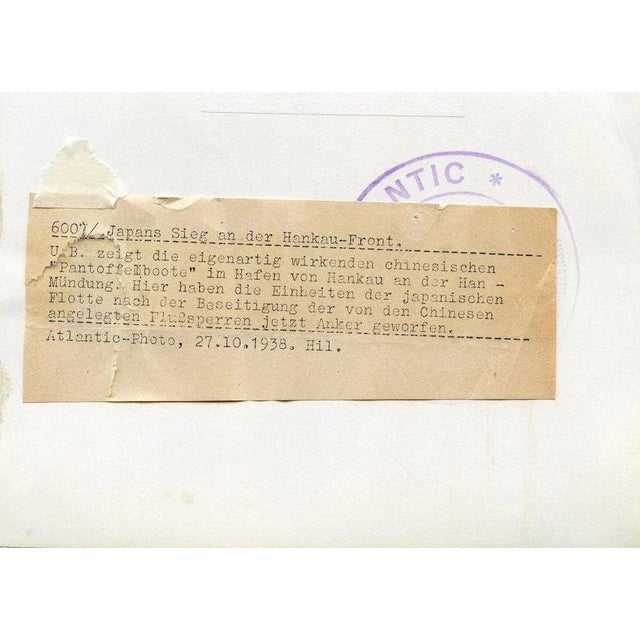 NTIC *
6007/. Japans Sieg an der Hankau-Front.
U.B. zeigt die eigenartig wirkenden chinesischen
"Pantoffelboote" im Hafen von Hankau an der Han -
Mündung. Hier haben die Einheiten der japanischen
Flotte nach der Beseitigung der von den Chinesen
angelegten Flußsperren jetzt Anker geworfen.
Atlantic-Photo, 27.10.1938. Hil.